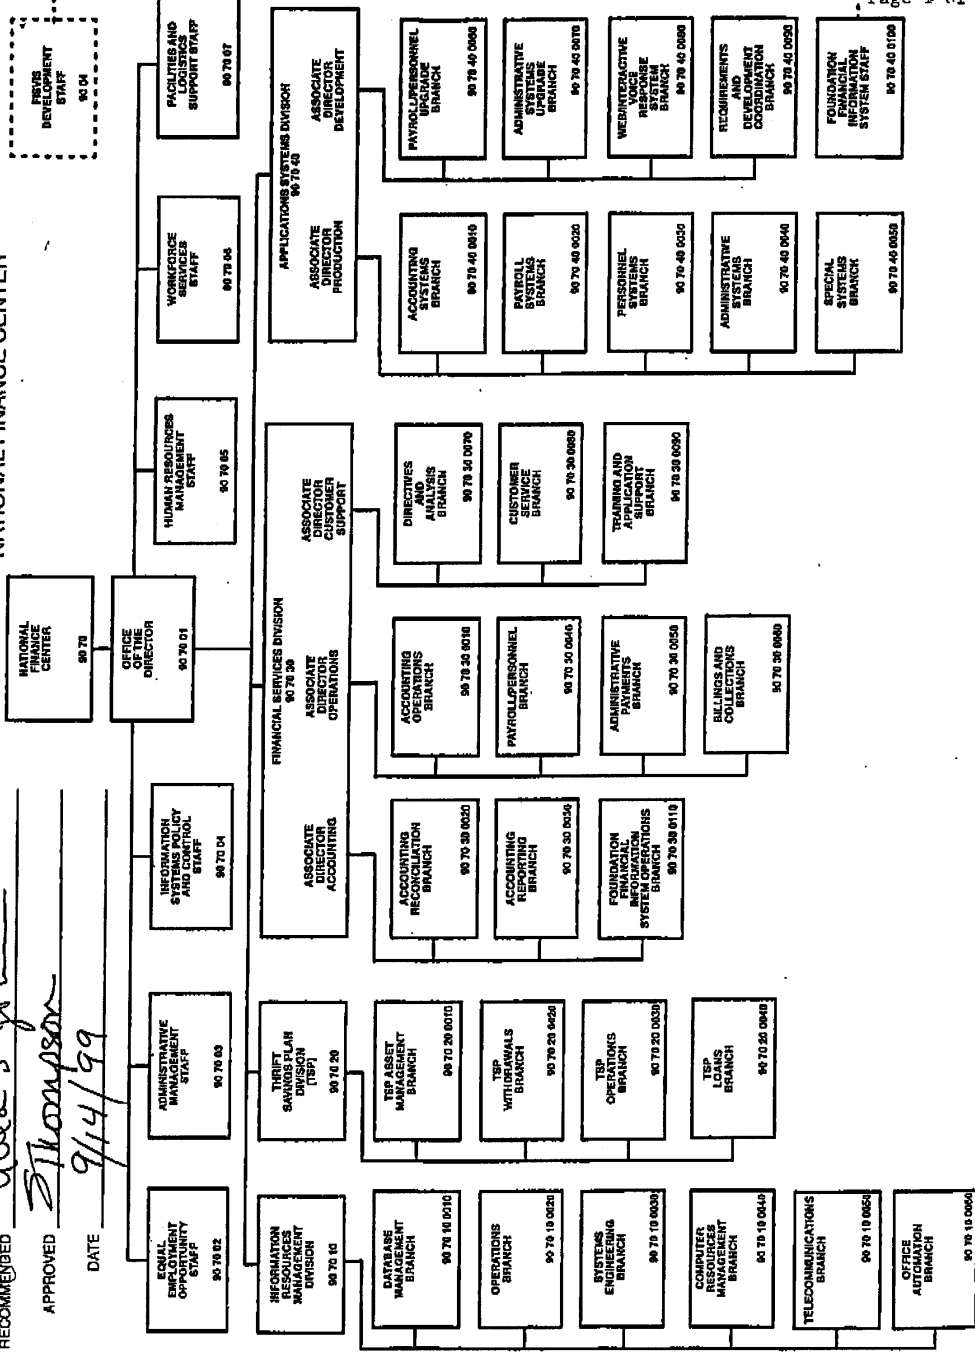 NATIONAL FINANCE CENTER
RECOMMENDED
APPROVED
Thompson
DATE
9/14/99
Page
NATIONAL
FINANCE
CENTER
90 70
DEVELOPMENT
STAFF
90 04
OFFICE
OF THE
DIRECTOR
90 70 01
EQUAL
EMPLOYMENT
OPPORTUNITY
STAFF
90 70 02
ADMINISTRATIVE
MANAGEMENT
STAFF
90 70 03
INFORMATION
SYSTEMS POLICY
AND CONTROL
STAFF
90 70 04
HUMAN RESOURCES
MANAGEMENT
STAFF
90 70 05
WORKFORCE
SERVICES
STAFF
90 70 06
FACILITIES AND
LOGISTICS
SUPPORT STAFF
90 70 07
INFORMATION
RESOURCES
MANAGEMENT
DIVISION
90 70 10
THRIFT
SAVINGS PLAN
DIVISION
[TSP]
90 70 20
FINANCIAL SERVICES DIVISION
90 70 30
ASSOCIATE
DIRECTOR
ACCOUNTING
ASSOCIATE
DIRECTOR
OPERATIONS
ASSOCIATE
DIRECTOR
CUSTOMER
SUPPORT
APPLICATIONS SYSTEMS DIVISION
90 70 40
ASSOCIATE
DIRECTOR
PRODUCTION
ASSOCIATE
DIRECTOR
DEVELOPMENT
DATABASE
MANAGEMENT
BRANCH
90 70 10 0010
OPERATIONS
BRANCH
90 70 10 0020
SYSTEMS
ENGINEERING
BRANCH
90 70 10 0030
COMPUTER
RESOURCES
MANAGEMENT
BRANCH
90 70 10 0040
TELECOMMUNICATIONS
BRANCH
90 70 10 0050
OFFICE
AUTOMATION
BRANCH
90 70 10 0060
TSP ASSET
MANAGEMENT
BRANCH
90 70 20 0010
TSP
WITHDRAWALS
BRANCH
90 70 20 0020
TSP
OPERATIONS
BRANCH
90 70 20 0030
TSP
LOANS
BRANCH
90 70 20 0040
ACCOUNTING
RECONCILIATION
BRANCH
90 70 30 0020
ACCOUNTING
REPORTING
BRANCH
90 70 30 0030
FOUNDATION
FINANCIAL
INFORMATION
SYSTEM OPERATIONS
BRANCH
90 70 30 0110
ACCOUNTING
OPERATIONS
BRANCH
90 70 30 0010
PAYROLL/PERSONNEL
BRANCH
90 70 30 0040
ADMINISTRATIVE
PAYMENTS
BRANCH
90 70 30 0050
BILLINGS AND
COLLECTIONS
BRANCH
90 70 30 0060
DIRECTIVES
AND
ANALYSIS
BRANCH
90 70 30 0070
CUSTOMER
SERVICE
BRANCH
90 70 30 0080
TRAINING AND
APPLICATION
SUPPORT
BRANCH
90 70 30 0090
ACCOUNTING
SYSTEMS
BRANCH
90 70 40 0010
PAYROLL
SYSTEMS
BRANCH
90 70 40 0020
PERSONNEL
SYSTEMS
BRANCH
90 70 40 0030
ADMINISTRATIVE
SYSTEMS
BRANCH
90 70 40 0040
SPECIAL
SYSTEMS
BRANCH
90 70 40 0050
PAYROLL/PERSONNEL
UPGRADE
BRANCH
90 70 40 0060
ADMINISTRATIVE
SYSTEMS
UPGRADE
BRANCH
90 70 40 0070
WEB/INTERACTIVE
VOICE
RESPONSE
SYSTEM
BRANCH
90 70 40 0080
REQUIREMENTS
AND
DEVELOPMENT
COORDINATION
BRANCH
90 70 40 0090
FOUNDATION
FINANCIAL
INFORMATION
SYSTEM STAFF
90 70 40 0100